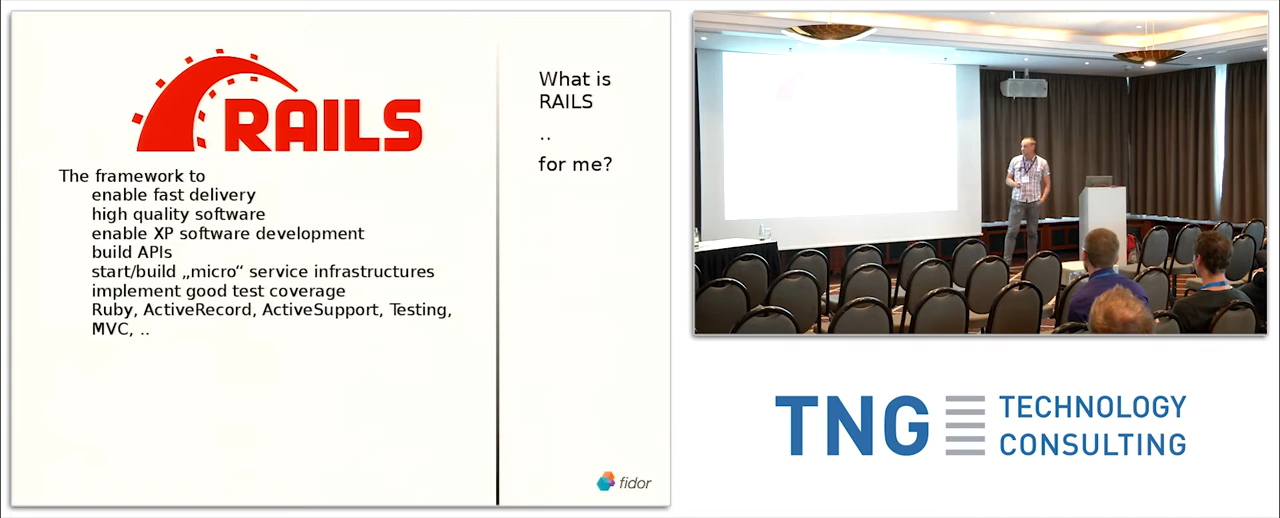 RAILS
The framework to
enable fast delivery
high quality software
enable XP software development
build APIs
start/build „micro“ service infrastructures
implement good test coverage
Ruby, ActiveRecord, ActiveSupport, Testing,
MVC, ..
What is
RAILS
..
for me?
fidor
TNG TECHNOLOGY
CONSULTING